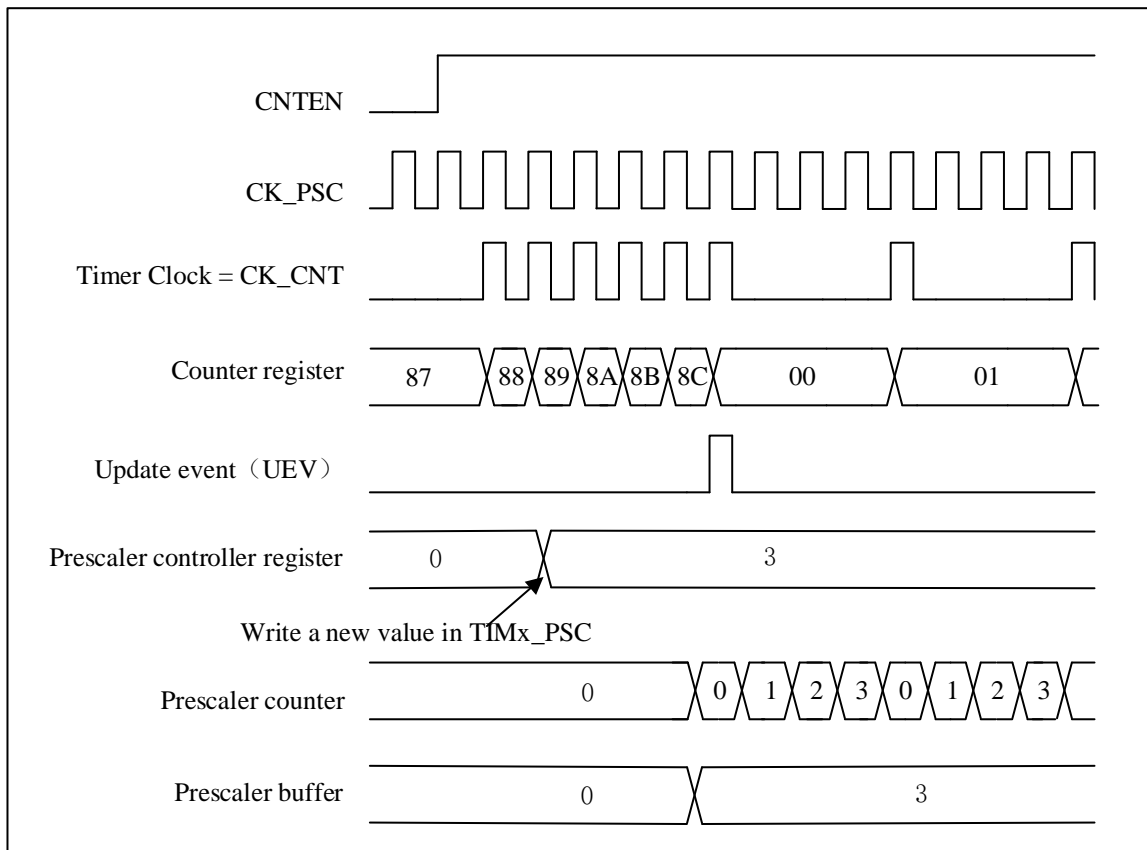 CNTEN
CK_PSC
Timer Clock = CK_CNT
Counter register 87 88 89 8A 8B 8C 00 01
Update event（UEV）
Prescaler controller register 0 3
Write a new value in TIMx_PSC
Prescaler counter 0 0 1 2 3 0 1 2 3
Prescaler buffer 0 3